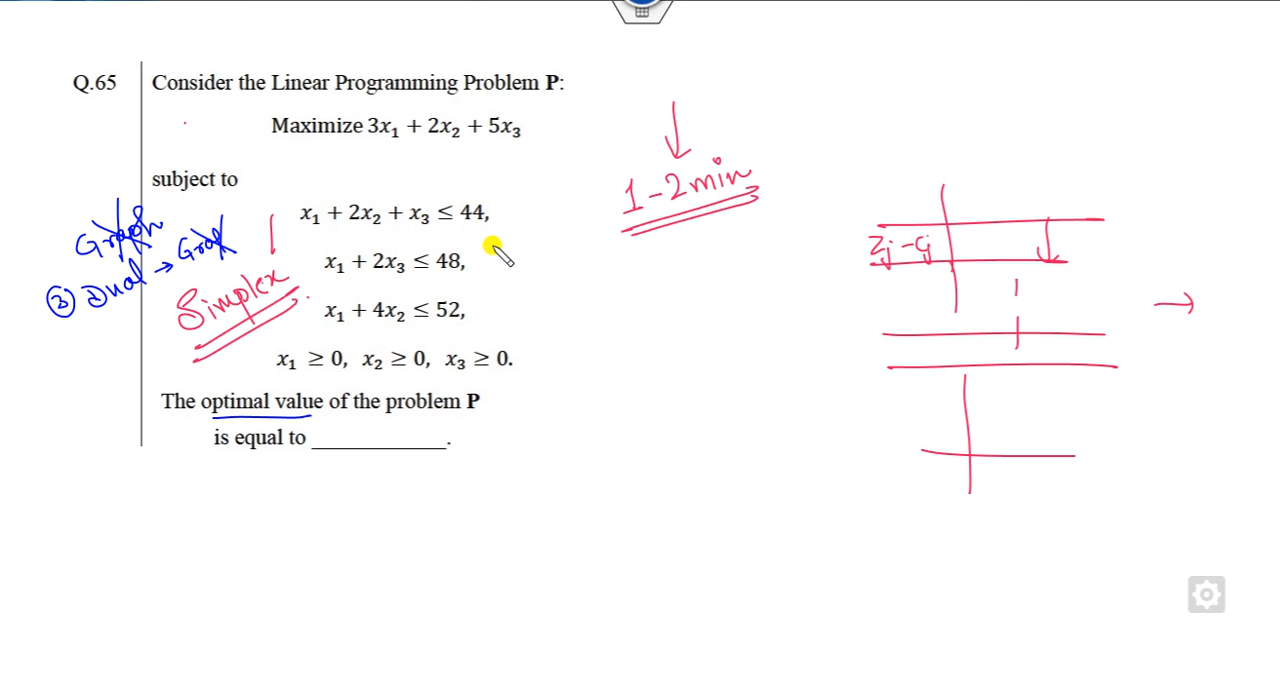 Q.65 Consider the Linear Programming Problem P:
Maximize 3x₁ + 2x₂ + 5x₃
subject to
x₁ + 2x₂ + x₃ ≤ 44,
x₁ + 2x₃ ≤ 48,
x₁ + 4x₂ ≤ 52,
x₁ ≥ 0, x₂ ≥ 0, x₃ ≥ 0.
The optimal value of the problem P
is equal to ____________.
Graph
③ Dual → Graf
Simplex
1-2 min
Zj-Cj